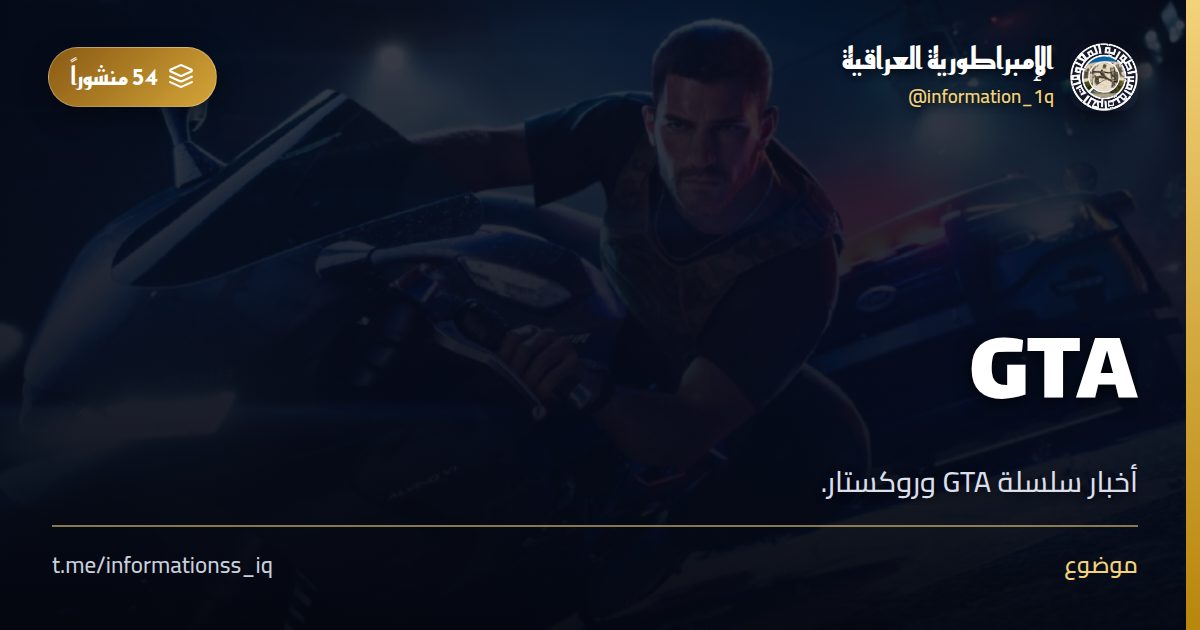 الإمبراطورية العراقية
@information_1q
54 منشوراً
GTA
أخبار سلسلة GTA وروكستار.
موضوع
t.me/informationss_iq